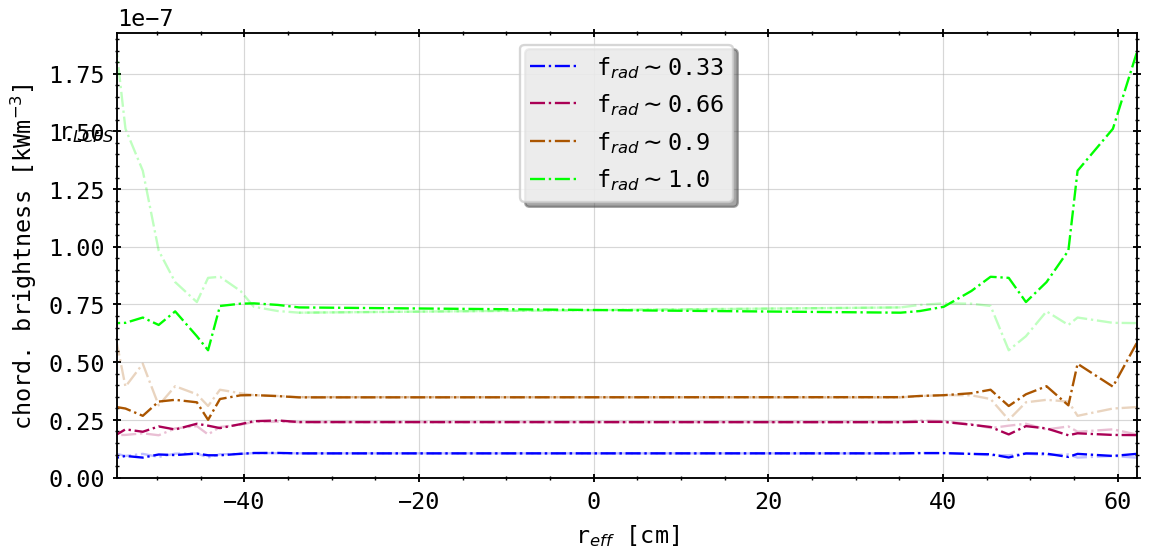 1e−7
1.75
1.50
r_LCFS
1.25
1.00
0.75
0.50
0.25
0.00
chord. brightness [kWm⁻³]
f_rad ∼ 0.33
f_rad ∼ 0.66
f_rad ∼ 0.9
f_rad ∼ 1.0
−40 −20 0 20 40 60
r_eff [cm]